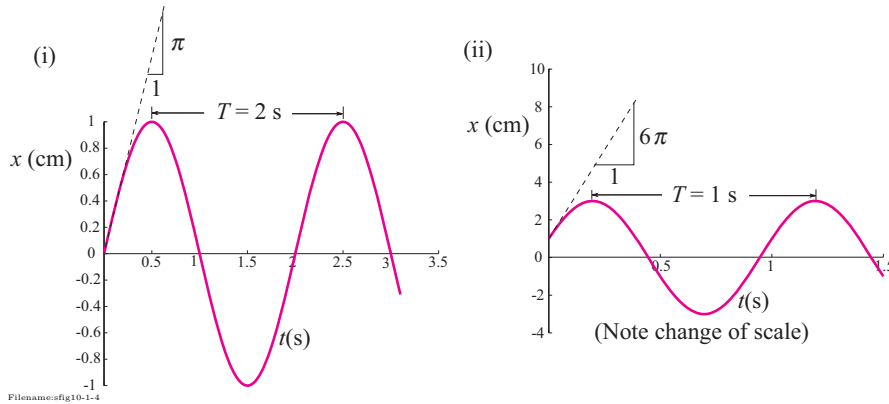 (i)
π
1
T = 2 s
x (cm)
1
0.8
0.6
0.4
0.2
0
-0.2
-0.4
-0.6
-0.8
-1
0.5
1
1.5
2
2.5
3
3.5
t(s)
Filename:sfig10-1-4
(ii)
10
8
6
4
2
0
-2
-4
x (cm)
6π
1
T = 1 s
0.5
1
1.5
t(s)
(Note change of scale)